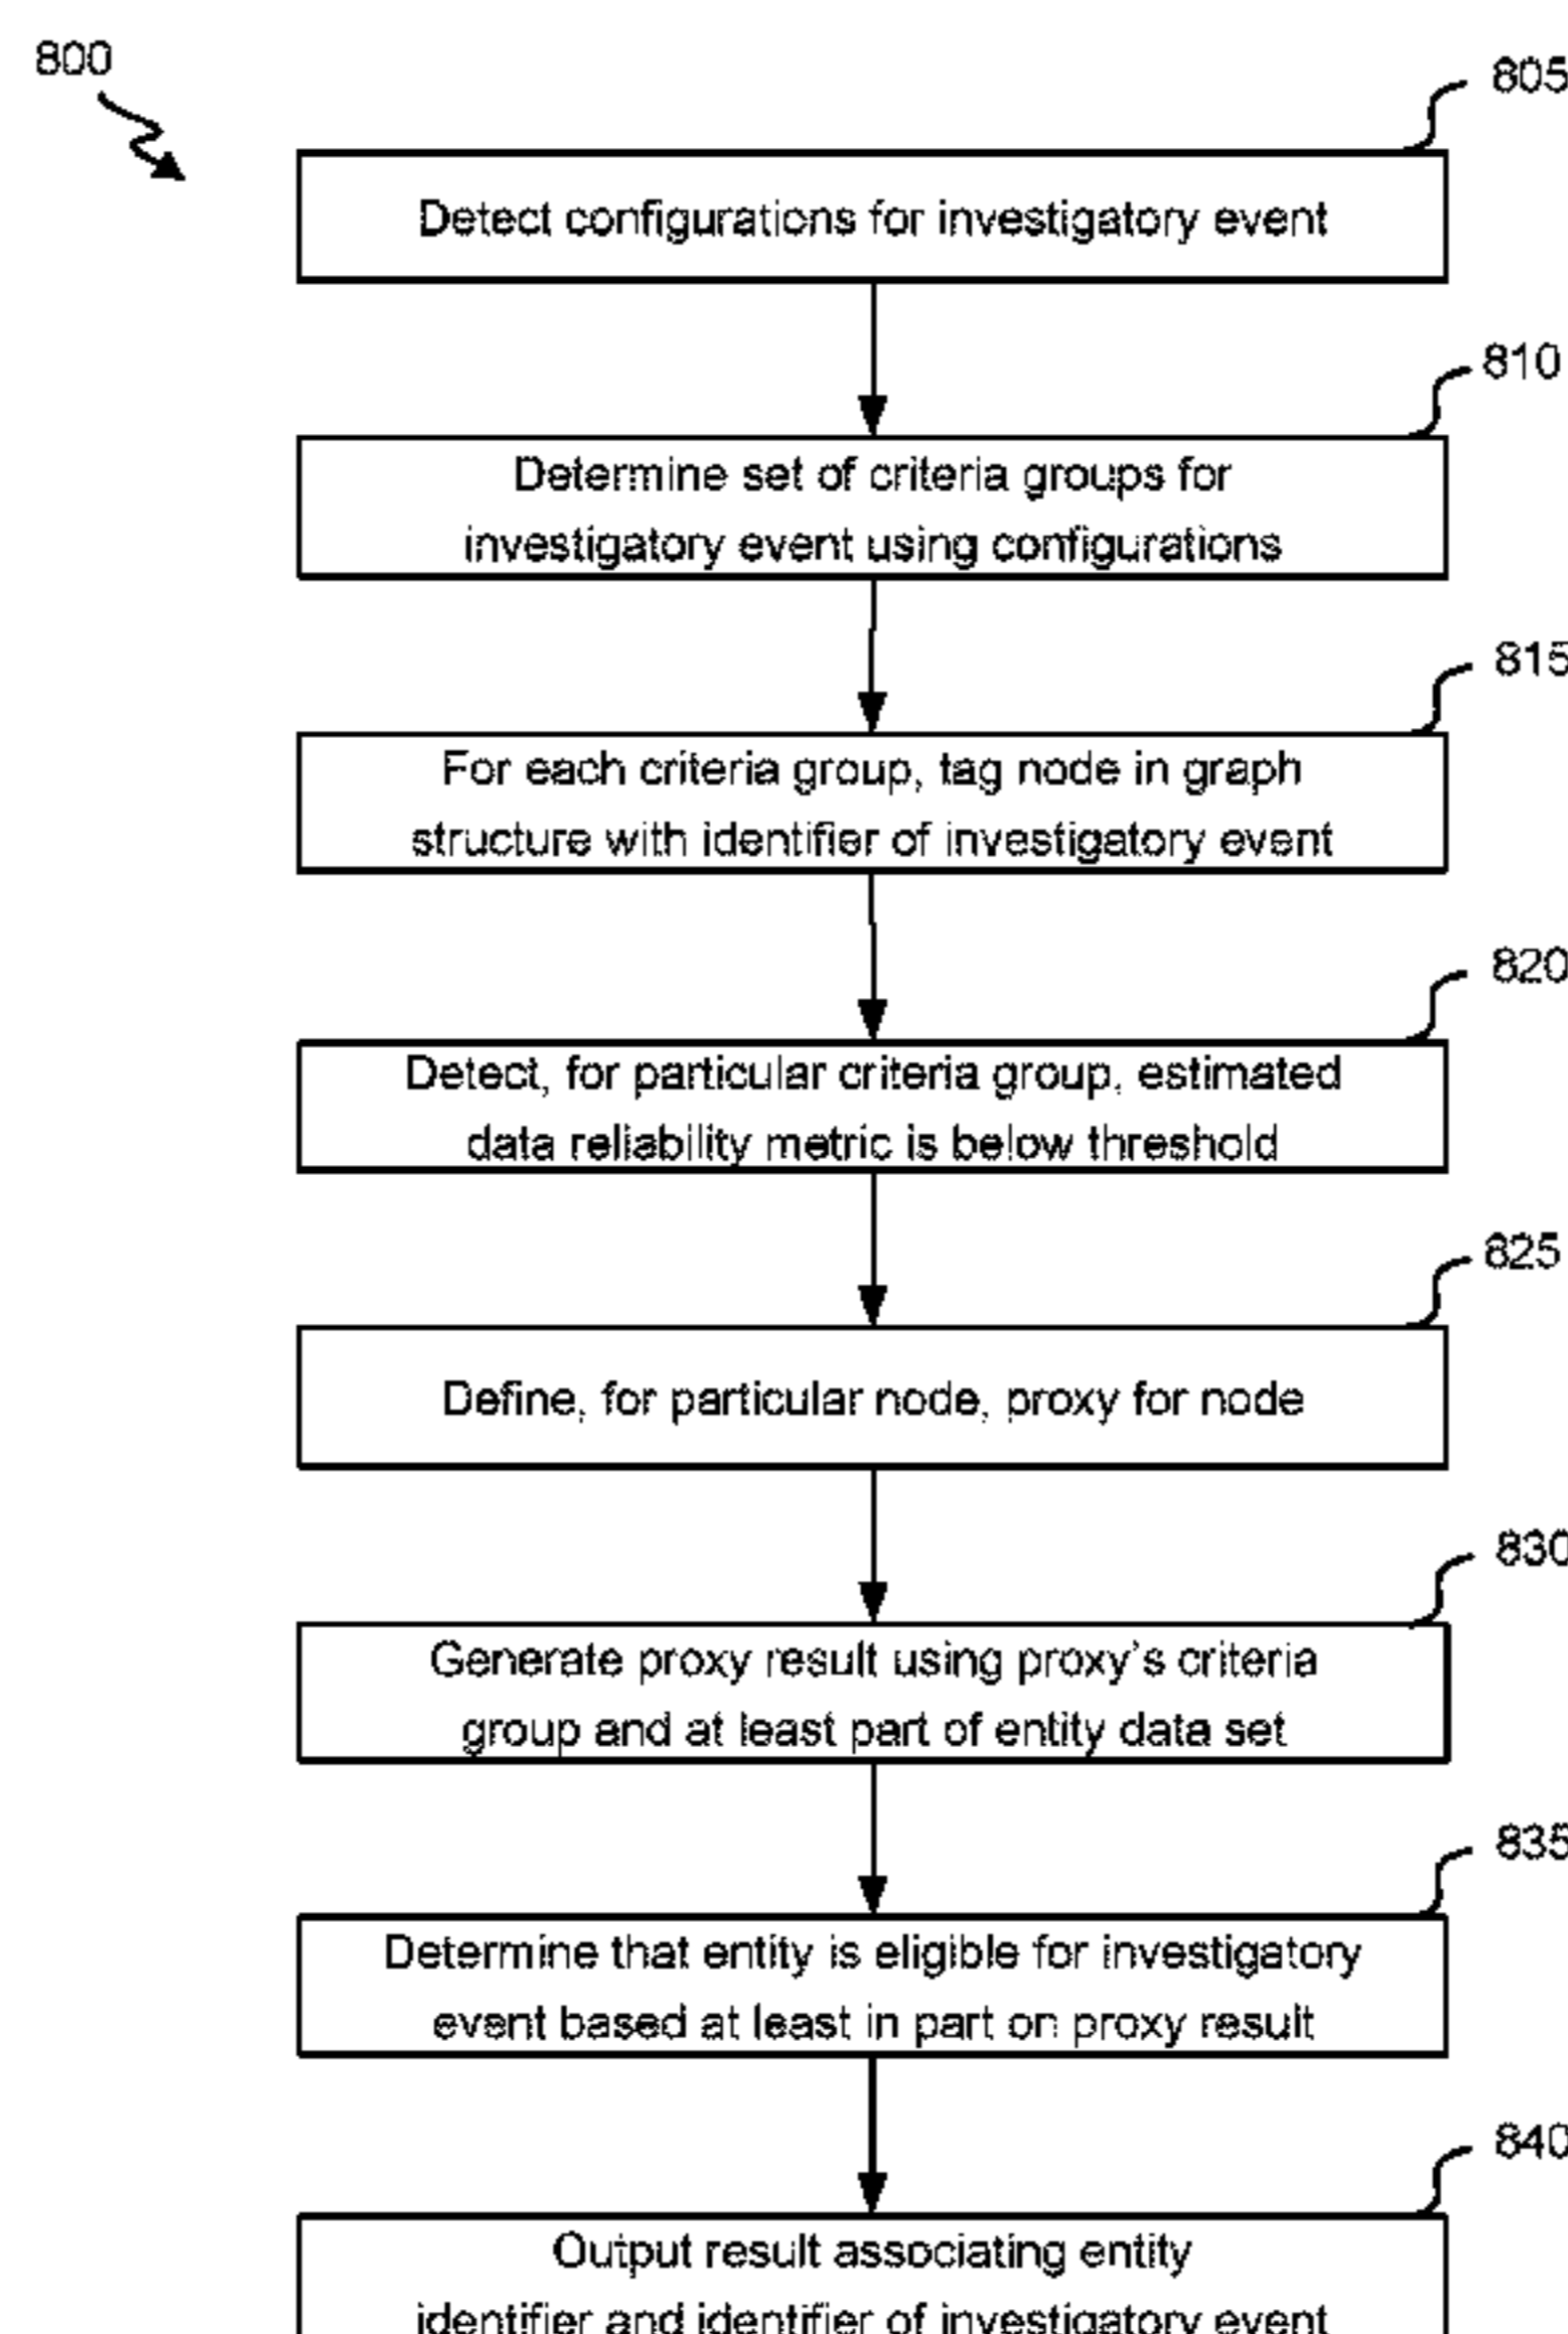 800
805
Detect configurations for investigatory event
810
Determine set of criteria groups for
investigatory event using configurations
815
For each criteria group, tag node in graph
structure with identifier of investigatory event
820
Detect, for particular criteria group, estimated
data reliability metric is below threshold
825
Define, for particular node, proxy for node
830
Generate proxy result using proxy's criteria
group and at least part of entity data set
835
Determine that entity is eligible for investigatory
event based at least in part on proxy result
840
Output result associating entity
identifier and identifier of investigatory event